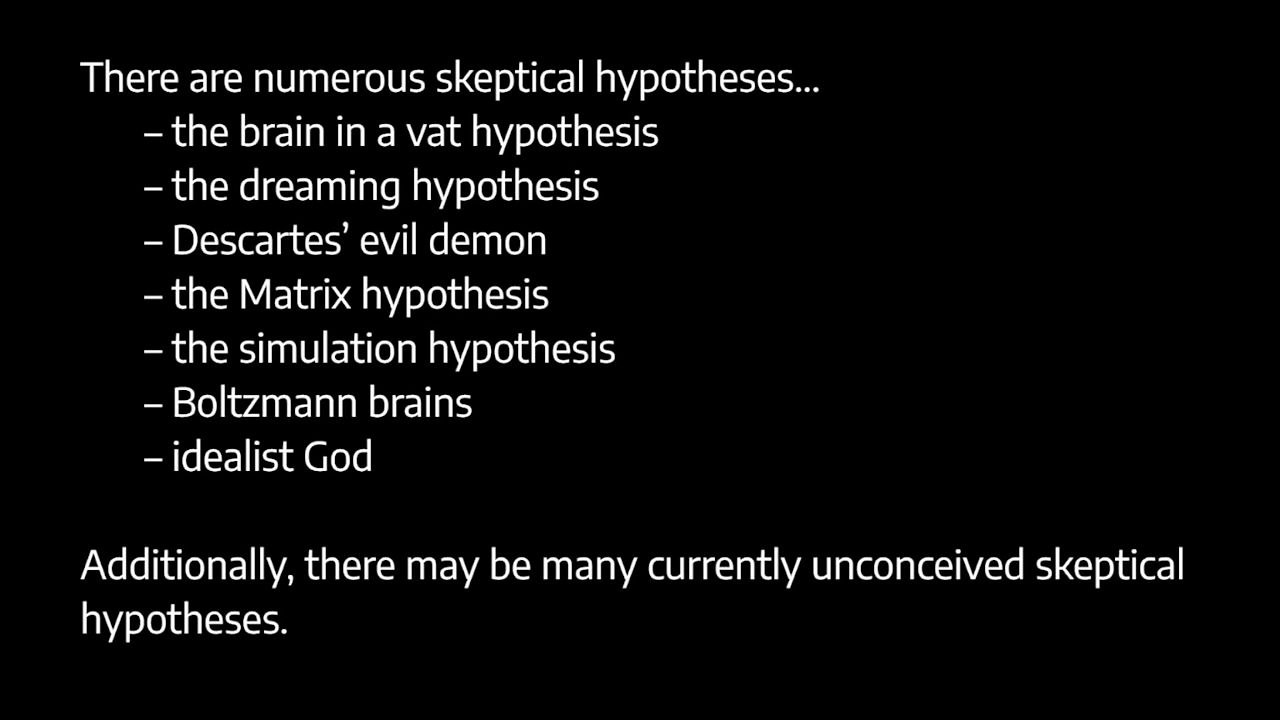 There are numerous skeptical hypotheses...
– the brain in a vat hypothesis
– the dreaming hypothesis
– Descartes’ evil demon
– the Matrix hypothesis
– the simulation hypothesis
– Boltzmann brains
– idealist God
Additionally, there may be many currently unconceived skeptical
hypotheses.